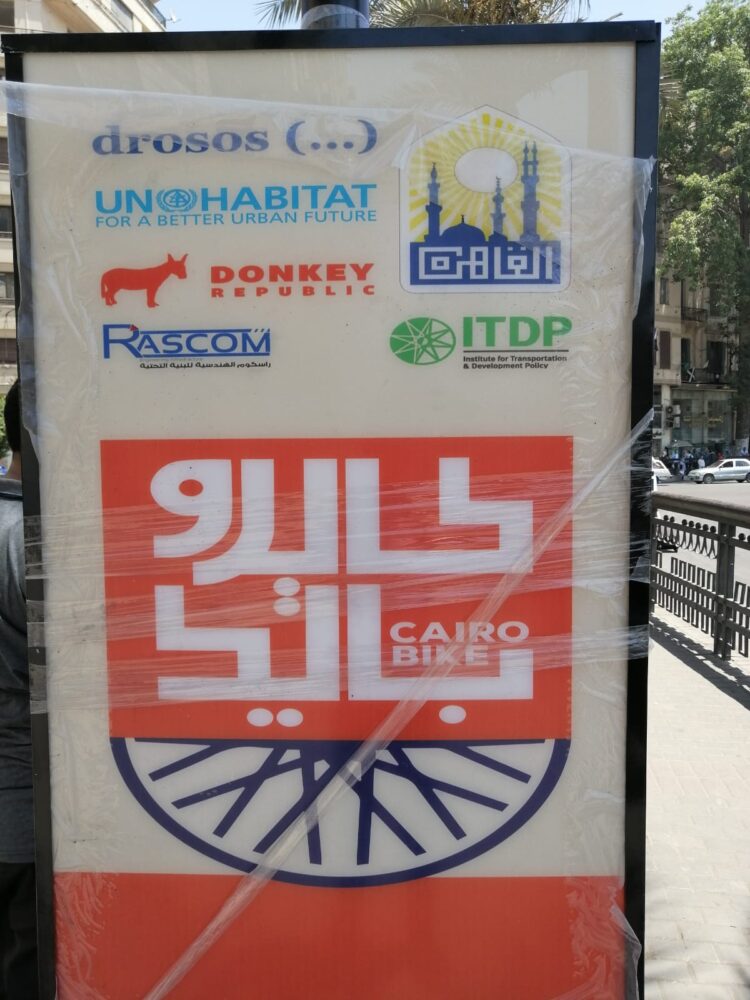 drosos (...)
UN HABITAT
FOR A BETTER URBAN FUTURE
القاهرة
DONKEY
REPUBLIC
RASCOM
راسكوم الهندسية للبنية التحتية
ITDP
Institute for Transportation
& Development Policy
كايرو
بايك
CAIRO
BIKE